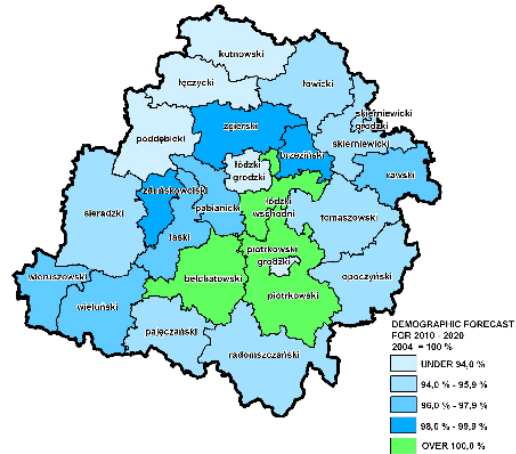 kutnowski
łęczycki
łowicki
skierniewicki
grodzki
skierniewicki
zgierski
poddębicki
brzeziński
łódzki
grodzki
rawski
zduńskowolski
pabianicki
łódzki
wschodni
sieradzki
tomaszowski
łaski
piotrkowski
grodzki
opoczyński
wieruszowski
bełchatowski
wieluński
piotrkowski
pajęczański
radomszczański
DEMOGRAPHIC FORECAST
FOR 2010 - 2020
2004 = 100 %
UNDER 94,0 %
94,0 % - 95,9 %
96,0 % - 97,9 %
98,0 % - 99,9 %
OVER 100,0 %